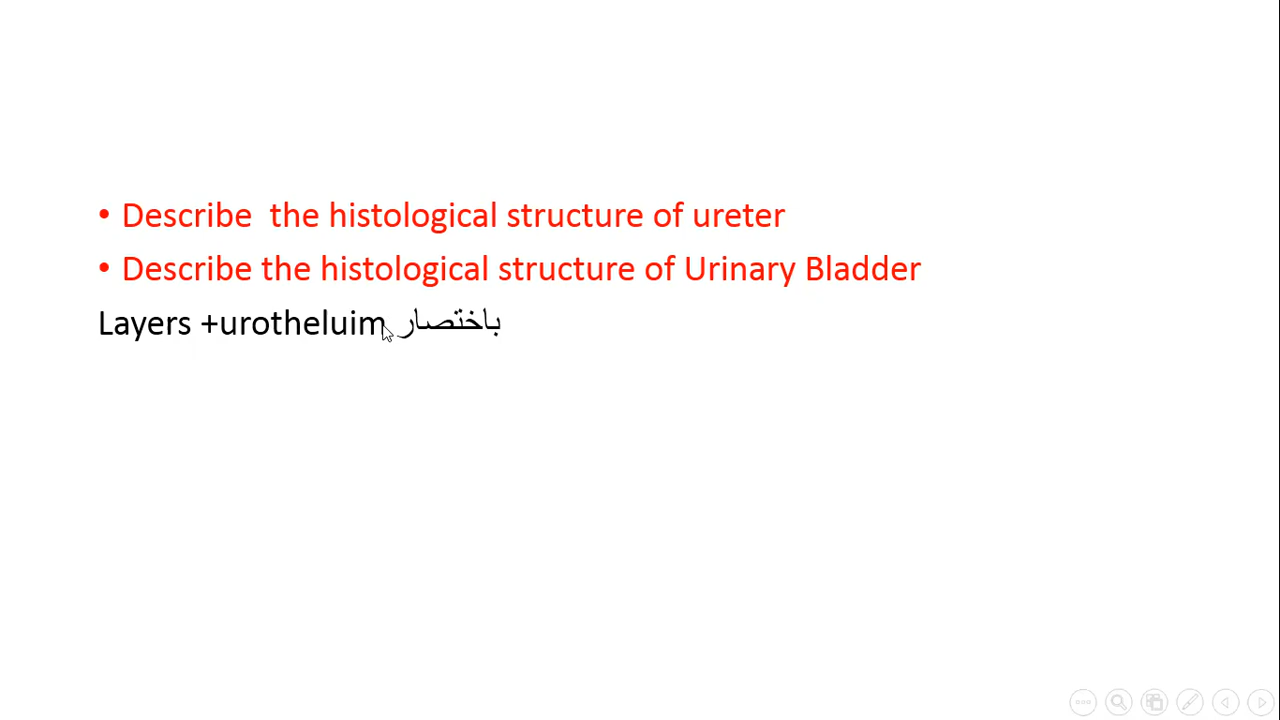 • Describe  the histological structure of ureter
• Describe the histological structure of Urinary Bladder
Layers +urotheluim باختصار